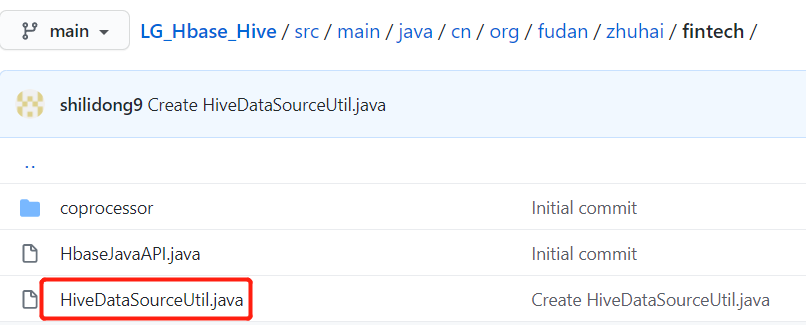 main LG_Hbase_Hive / src / main / java / cn / org / fudan / zhuhai / fintech /
shilidong9 Create HiveDataSourceUtil.java
..
coprocessor Initial commit
HbaseJavaAPI.java Initial commit
HiveDataSourceUtil.java Create HiveDataSourceUtil.java